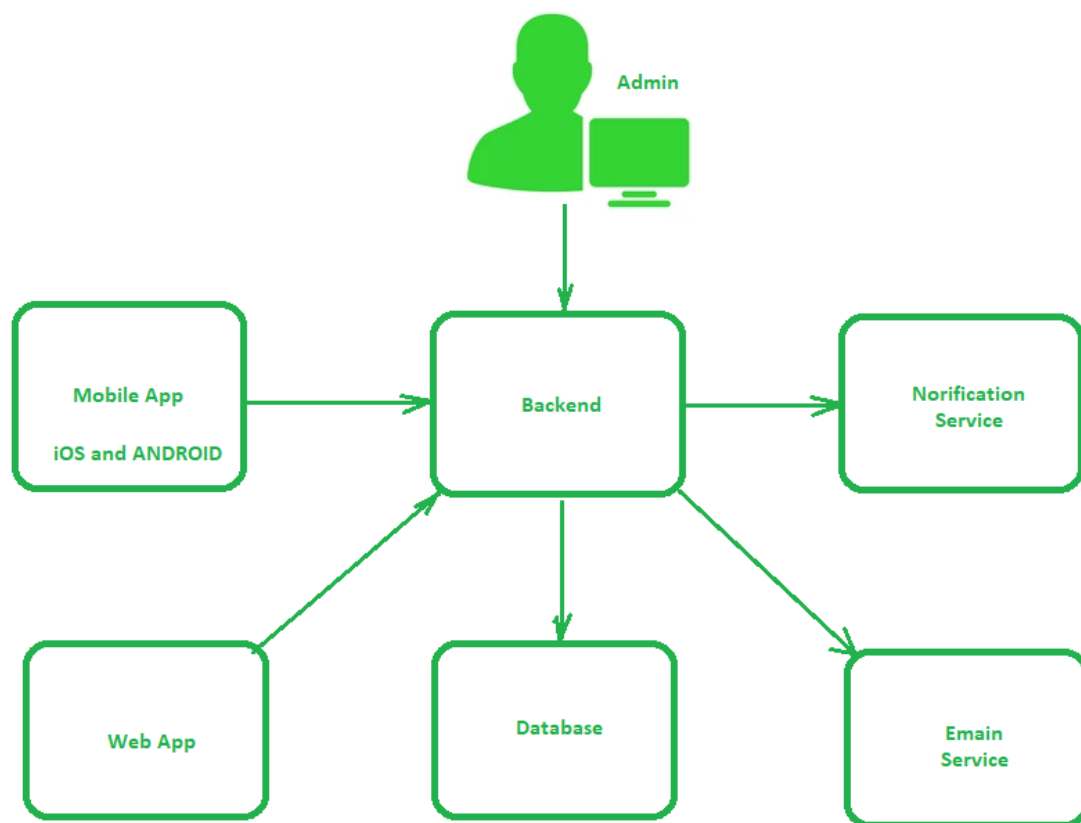 Admin
Mobile App
iOS and ANDROID
Backend
Norification
Service
Web App
Database
Emain
Service